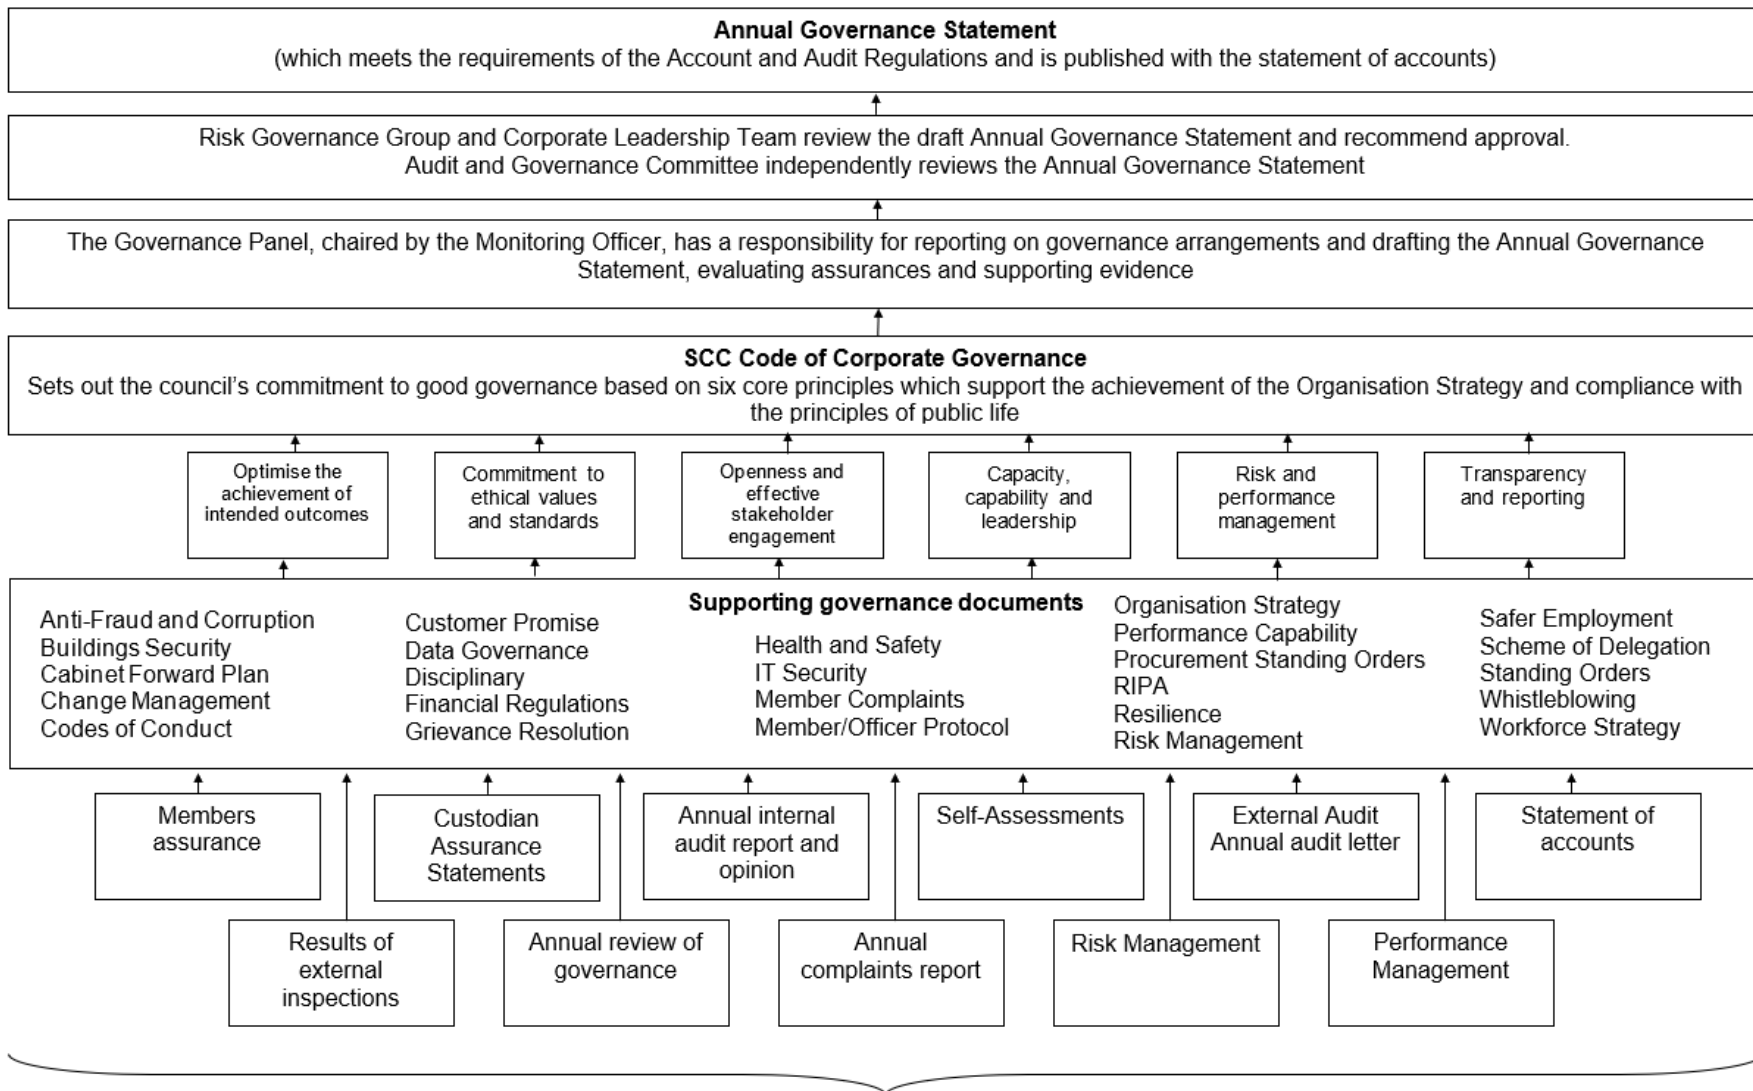 Annual Governance Statement
(which meets the requirements of the Account and Audit Regulations and is published with the statement of accounts)
Risk Governance Group and Corporate Leadership Team review the draft Annual Governance Statement and recommend approval.
Audit and Governance Committee independently reviews the Annual Governance Statement
The Governance Panel, chaired by the Monitoring Officer, has a responsibility for reporting on governance arrangements and drafting the Annual Governance
Statement, evaluating assurances and supporting evidence
SCC Code of Corporate Governance
Sets out the council’s commitment to good governance based on six core principles which support the achievement of the Organisation Strategy and compliance with
the principles of public life
Optimise the
achievement of
intended outcomes
Commitment to
ethical values
and standards
Openness and
effective
stakeholder
engagement
Capacity,
capability and
leadership
Risk and
performance
management
Transparency
and reporting
Supporting governance documents
Anti-Fraud and Corruption
Buildings Security
Cabinet Forward Plan
Change Management
Codes of Conduct
Customer Promise
Data Governance
Disciplinary
Financial Regulations
Grievance Resolution
Health and Safety
IT Security
Member Complaints
Member/Officer Protocol
Organisation Strategy
Performance Capability
Procurement Standing Orders
RIPA
Resilience
Risk Management
Safer Employment
Scheme of Delegation
Standing Orders
Whistleblowing
Workforce Strategy
Members
assurance
Custodian
Assurance
Statements
Annual internal
audit report and
opinion
Self-Assessments
External Audit
Annual audit letter
Statement of
accounts
Results of
external
inspections
Annual review of
governance
Annual
complaints report
Risk Management
Performance
Management